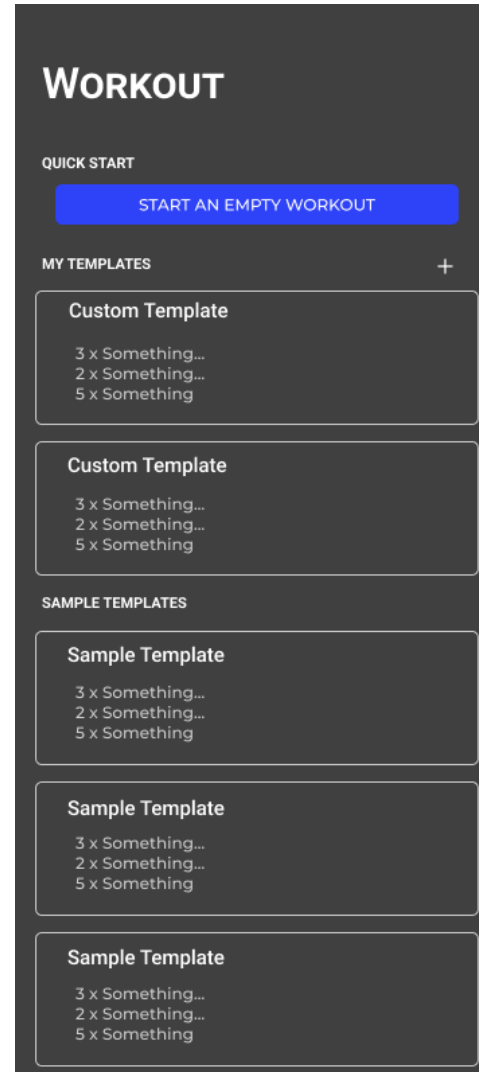 WORKOUT
QUICK START
START AN EMPTY WORKOUT
MY TEMPLATES +
Custom Template
3 x Something...
2 x Something...
5 x Something
Custom Template
3 x Something...
2 x Something...
5 x Something
SAMPLE TEMPLATES
Sample Template
3 x Something...
2 x Something...
5 x Something
Sample Template
3 x Something...
2 x Something...
5 x Something
Sample Template
3 x Something...
2 x Something...
5 x Something